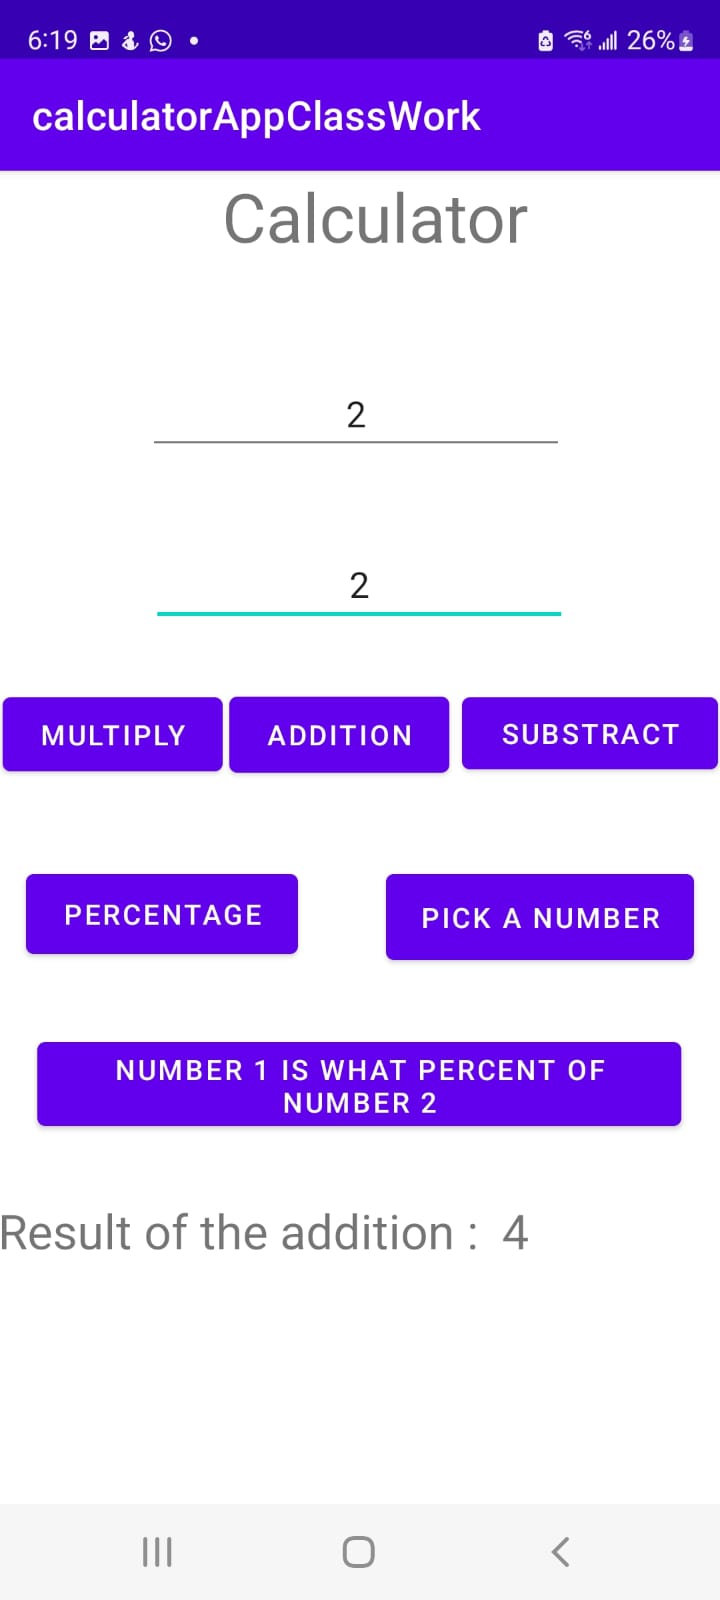 6:19 26%
calculatorAppClassWork
Calculator
2
2
MULTIPLY ADDITION SUBSTRACT
PERCENTAGE PICK A NUMBER
NUMBER 1 IS WHAT PERCENT OF
NUMBER 2
Result of the addition : 4